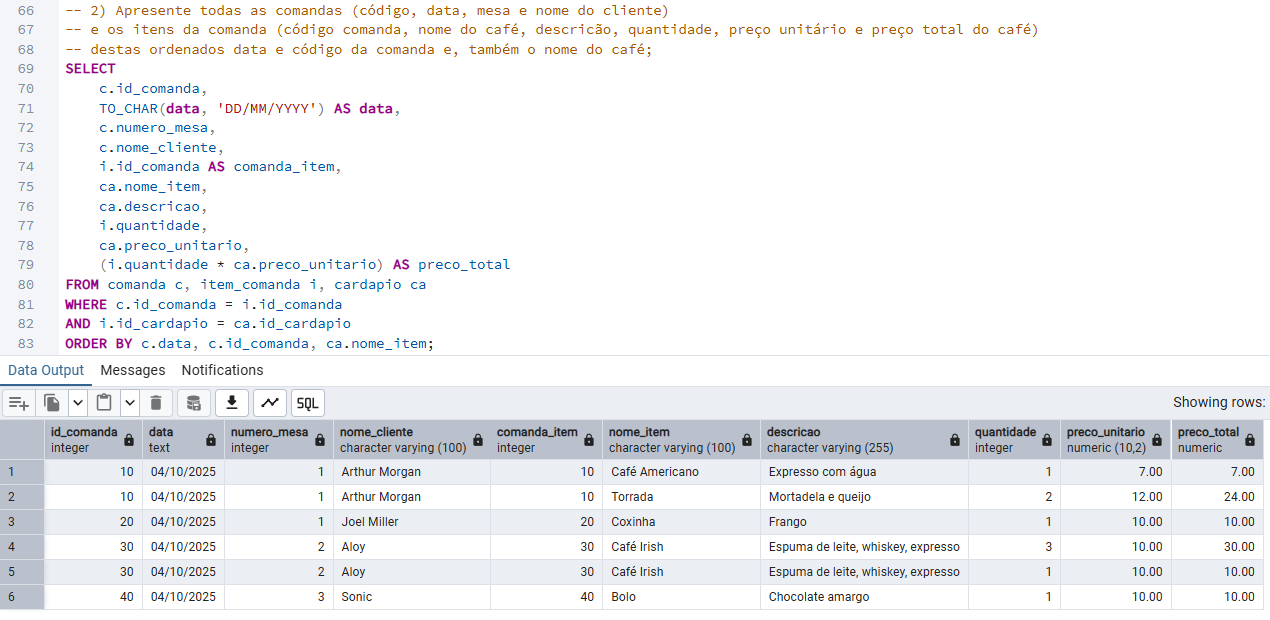 66 -- 2) Apresente todas as comandas (código, data, mesa e nome do cliente)
67 -- e os itens da comanda (código comanda, nome do café, descricão, quantidade, preço unitário e preço total do café)
68 -- destas ordenados data e código da comanda e, também o nome do café;
69 SELECT
70 c.id_comanda,
71 TO_CHAR(data, 'DD/MM/YYYY') AS data,
72 c.numero_mesa,
73 c.nome_cliente,
74 i.id_comanda AS comanda_item,
75 ca.nome_item,
76 ca.descricao,
77 i.quantidade,
78 ca.preco_unitario,
79 (i.quantidade * ca.preco_unitario) AS preco_total
80 FROM comanda c, item_comanda i, cardapio ca
81 WHERE c.id_comanda = i.id_comanda
82 AND i.id_cardapio = ca.id_cardapio
83 ORDER BY c.data, c.id_comanda, ca.nome_item;
Data Output Messages Notifications
SQL Showing rows:
id_comanda data numero_mesa nome_cliente comanda_item nome_item descricao quantidade preco_unitario preco_total
integer text integer character varying (100) integer character varying (100) character varying (255) integer numeric (10,2) numeric
1 10 04/10/2025 1 Arthur Morgan 10 Café Americano Expresso com água 1 7.00 7.00
2 10 04/10/2025 1 Arthur Morgan 10 Torrada Mortadela e queijo 2 12.00 24.00
3 20 04/10/2025 1 Joel Miller 20 Coxinha Frango 1 10.00 10.00
4 30 04/10/2025 2 Aloy 30 Café Irish Espuma de leite, whiskey, expresso 3 10.00 30.00
5 30 04/10/2025 2 Aloy 30 Café Irish Espuma de leite, whiskey, expresso 1 10.00 10.00
6 40 04/10/2025 3 Sonic 40 Bolo Chocolate amargo 1 10.00 10.00